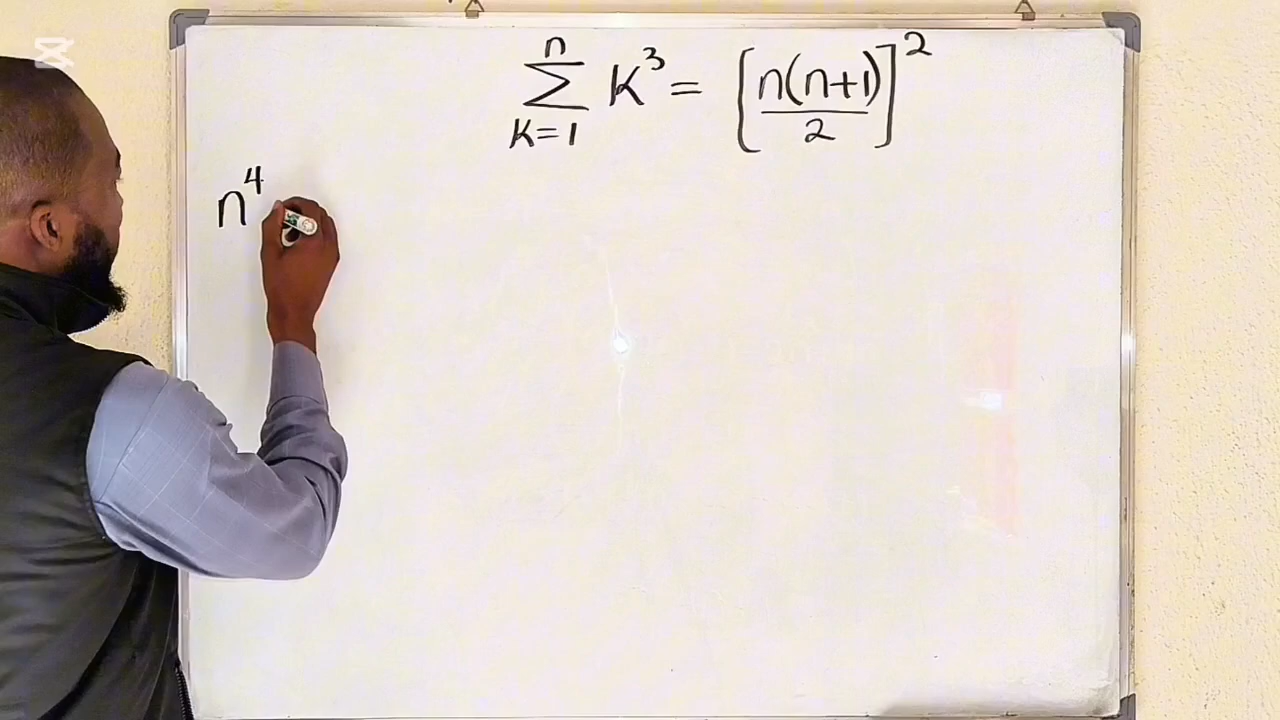 n
∑ K³ = [n(n+1)/2]²
K=1
n⁴